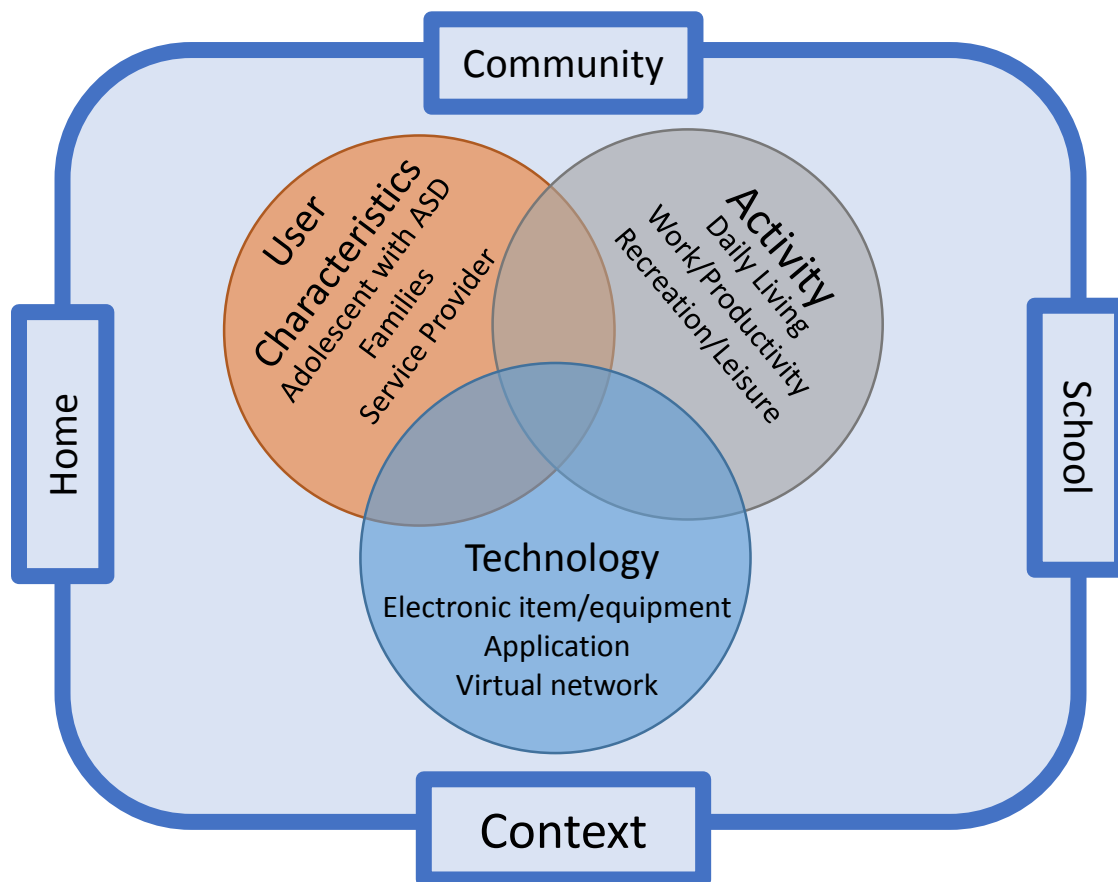 Community
User
Characteristics
Adolescent with ASD
Families
Service Provider
Activity
Daily Living
Work/Productivity
Recreation/Leisure
Home
School
Technology
Electronic item/equipment
Application
Virtual network
Context